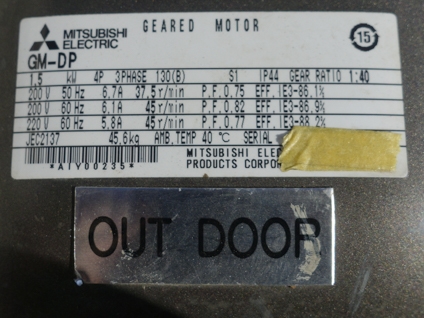 MITSUBISHI
ELECTRIC
GEARED MOTOR
15
GM-DP
1.5 kW 4P 3PHASE 130(B) S1 IP44 GEAR RATIO 1:40
200 V 50 Hz 6.7A 37.5r/min P.F.0.75 EFF.IE3-86.1%
200 V 60 Hz 6.1A 45r/min P.F.0.82 EFF.IE3-86.9%
220 V 60 Hz 5.8A 45r/min P.F.0.77 EFF.IE3-88.2%
JEC2137 45.6kg AMB.TEMP 40 ℃ SERIAL
*A1Y00235*
MITSUBISHI ELEC
PRODUCTS CORPOR
OUT DOOR